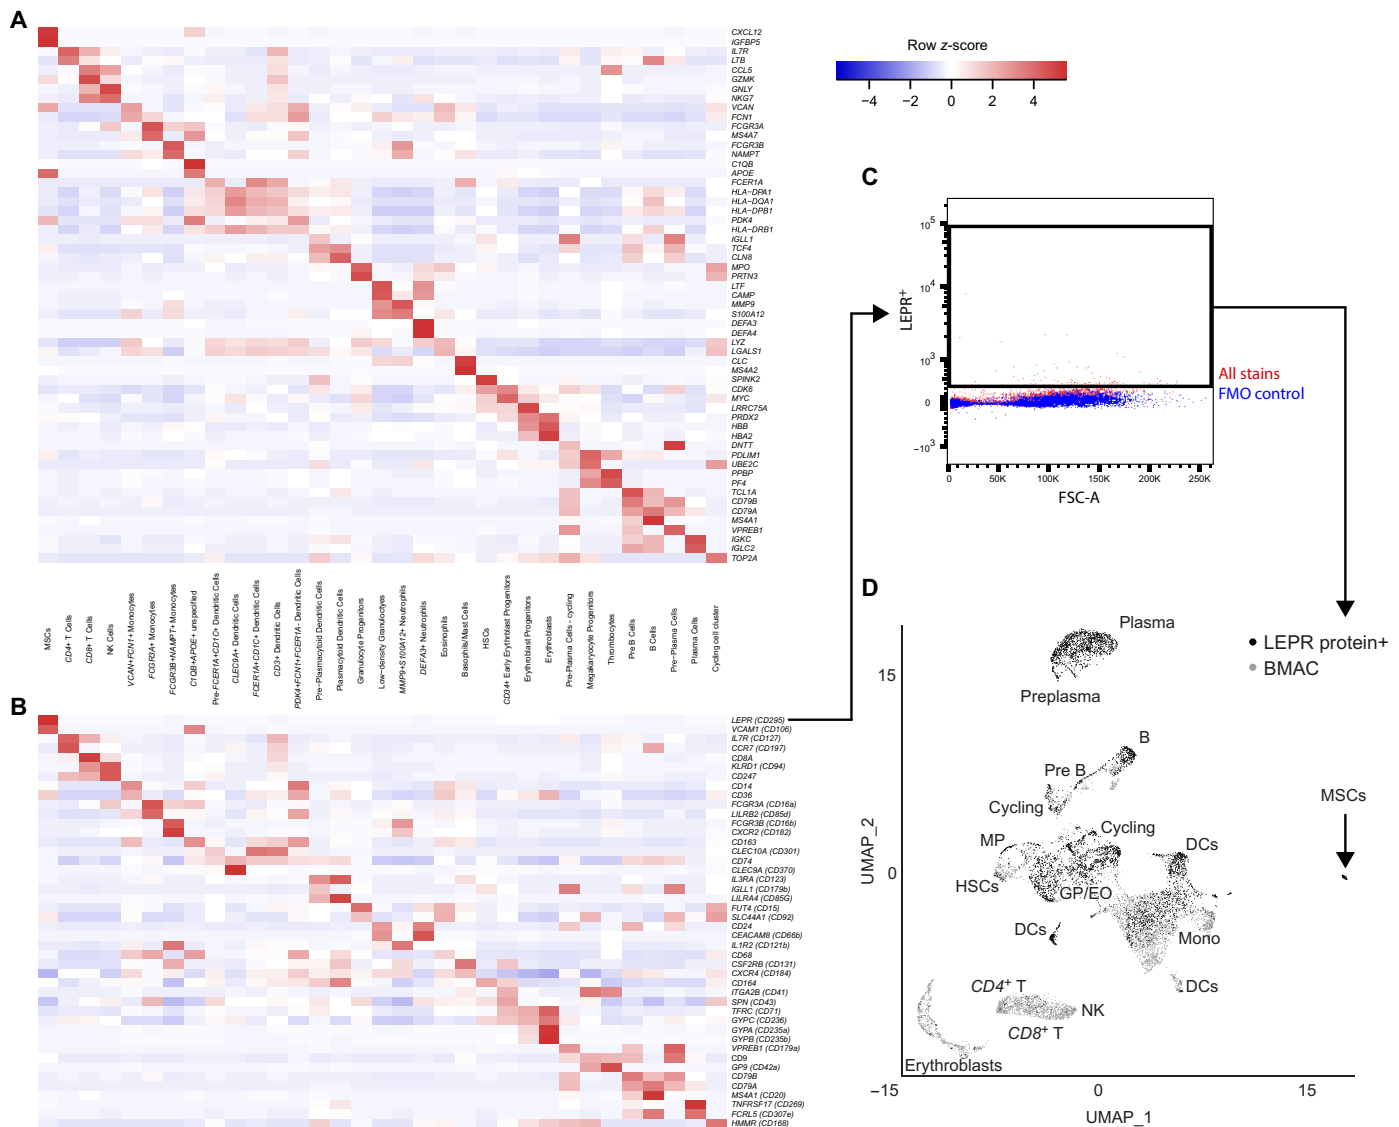 A
CXCL12
IGFBP5
IL7R
LTB
CCL5
GZMK
GNLY
NKG7
VCAN
FCN1
FCGR3A
MS4A7
FCGR3B
NAMPT
C1QB
APOE
FCER1A
HLA−DPA1
HLA−DQA1
HLA−DPB1
PDK4
HLA−DRB1
IGLL1
TCF4
CLN8
MPO
PRTN3
LTF
CAMP
MMP9
S100A12
DEFA3
DEFA4
LYZ
LGALS1
CLC
MS4A2
SPINK2
CDK6
MYC
LRRC75A
PRDX2
HBB
HBA2
DNTT
PDLIM1
UBE2C
PPBP
PF4
TCL1A
CD79B
CD79A
MS4A1
VPREB1
IGKC
IGLC2
TOP2A
MSCs
CD4+ T Cells
CD8+ T Cells
NK Cells
VCAN+FCN1+ Monocytes
FCGR3A+ Monocytes
FCGR3B+NAMPT+ Monocytes
C1QB+APOE+ unspecified
Pre-FCER1A+CD1C+ Dendritic Cells
CLEC9A+ Dendritic Cells
FCER1A+CD1C+ Dendritic Cells
CD3+ Dendritic Cells
PDK4+FCN1+FCER1A- Dendritic Cells
Pre−Plasmacytoid Dendritic Cells
Plasmacytoid Dendritic Cells
Granulocyte Progenitors
Low−density Granuloctyes
MMP9+S100A12+ Neutrophils
DEFA3+ Neutrophils
Eosinophils
Basophils/Mast Cells
HSCs
CD34+ Early Erythrblast Progenitors
Erythroblast Progenitors
Erythroblasts
Pre−Plasma Cells - cycling
Megakaryocyte Progenitors
Thrombocytes
Pre B Cells
B Cells
Pre−Plasma Cells
Plasma Cells
Cycling cell cluster
B
LEPR (CD295)
VCAM1 (CD106)
IL7R (CD127)
CCR7 (CD197)
CD8A
KLRD1 (CD94)
CD247
CD14
CD36
FCGR3A (CD16a)
LILRB2 (CD85d)
FCGR3B (CD16b)
CXCR2 (CD182)
CD163
CLEC10A (CD301)
CD74
CLEC9A (CD370)
IL3RA (CD123)
IGLL1 (CD179b)
LILRA4 (CD85G)
FUT4 (CD15)
SLC44A1 (CD92)
CD24
CEACAM8 (CD66b)
IL1R2 (CD121b)
CD68
CSF2RB (CD131)
CXCR4 (CD184)
CD164
ITGA2B (CD41)
SPN (CD43)
TFRC (CD71)
GYPC (CD236)
GYPA (CD235a)
GYPB (CD235b)
VPREB1 (CD179a)
CD9
GP9 (CD42a)
CD79B
CD79A
MS4A1 (CD20)
TNFRSF17 (CD269)
FCRL5 (CD307e)
HMMR (CD168)
Row z−score
−4 −2 0 2 4
C
LEPR+
10^5
10^4
10^3
0
−10^3
0 50K 100K 150K 200K 250K
FSC-A
All stains
FMO control
D
LEPR protein+
BMAC
Plasma
Preplasma
B
Pre B
Cycling
Cycling
MP
DCs
HSCs
GP/EO
DCs
Mono
DCs
CD4+ T
NK
CD8+ T
Erythroblasts
MSCs
15
0
UMAP_2
−15 0 15
UMAP_1